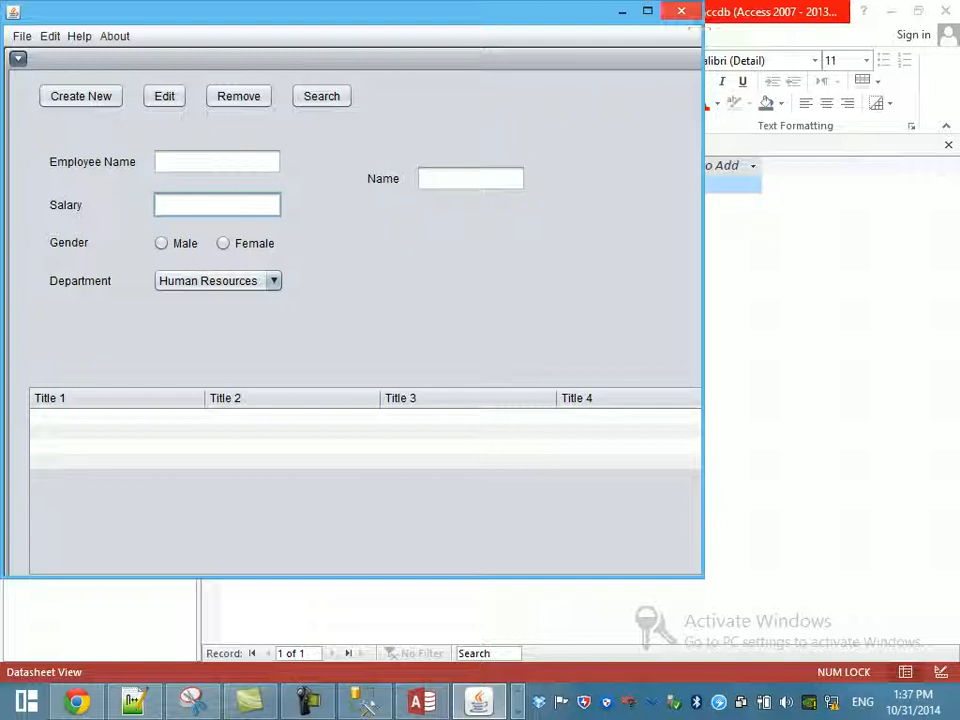 ccdb (Access 2007 - 2013...
File Edit Help About
Sign in
alibri (Detail) 11
Create New Edit Remove Search
Text Formatting
Employee Name
Name
o Add
Salary
Gender Male Female
Department Human Resources
Title 1 Title 2 Title 3 Title 4
Activate Windows
Go to PC settings to activate Windows.
Record: 1 of 1 No Filter Search
Datasheet View NUM LOCK
ENG 1:37 PM
10/31/2014